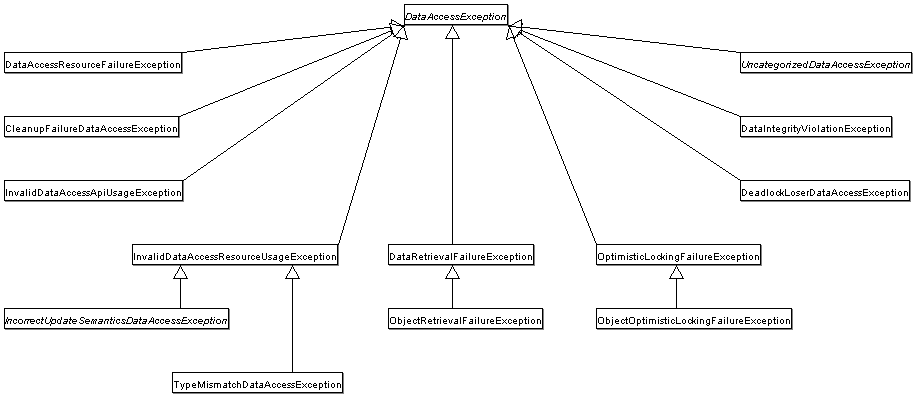 DataAccessException
DataAccessResourceFailureException
UncategorizedDataAccessException
CleanupFailureDataAccessException
DataIntegrityViolationException
InvalidDataAccessApiUsageException
DeadlockLoserDataAccessException
InvalidDataAccessResourceUsageException
DataRetrievalFailureException
OptimisticLockingFailureException
IncorrectUpdateSemanticsDataAccessException
ObjectRetrievalFailureException
ObjectOptimisticLockingFailureException
TypeMismatchDataAccessException